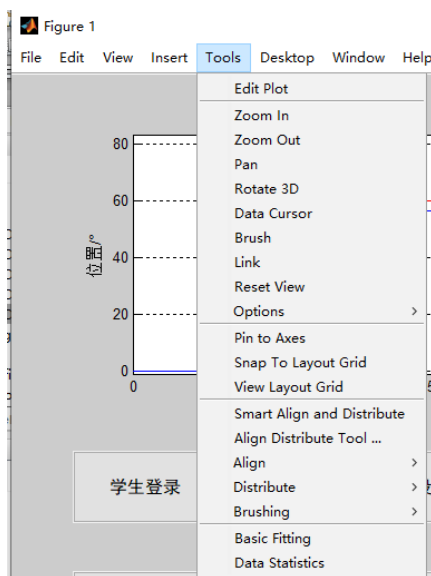 Figure 1
File Edit View Insert Tools Desktop Window Help
Edit Plot
Zoom In
Zoom Out
Pan
Rotate 3D
Data Cursor
Brush
Link
Reset View
Options
Pin to Axes
Snap To Layout Grid
View Layout Grid
Smart Align and Distribute
Align Distribute Tool ...
Align
Distribute
Brushing
Basic Fitting
Data Statistics
80
60
40
20
0
0
位置/°
学生登录